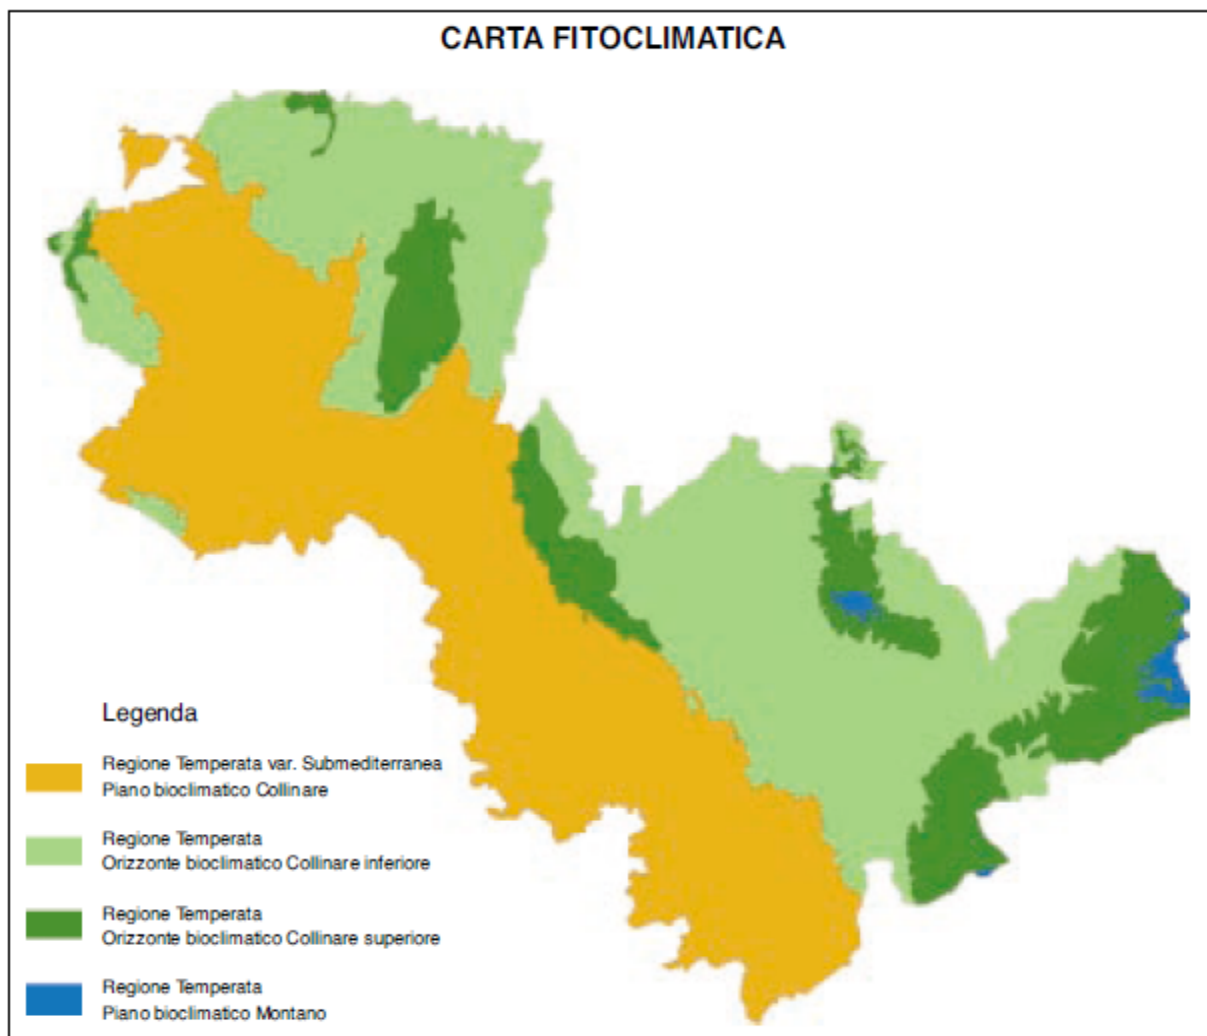 CARTA FITOCLIMATICA
Legenda
Regione Temperata var. Submediterranea
Piano bioclimatico Collinare
Regione Temperata
Orizzonte bioclimatico Collinare inferiore
Regione Temperata
Orizzonte bioclimatico Collinare superiore
Regione Temperata
Piano bioclimatico Montano